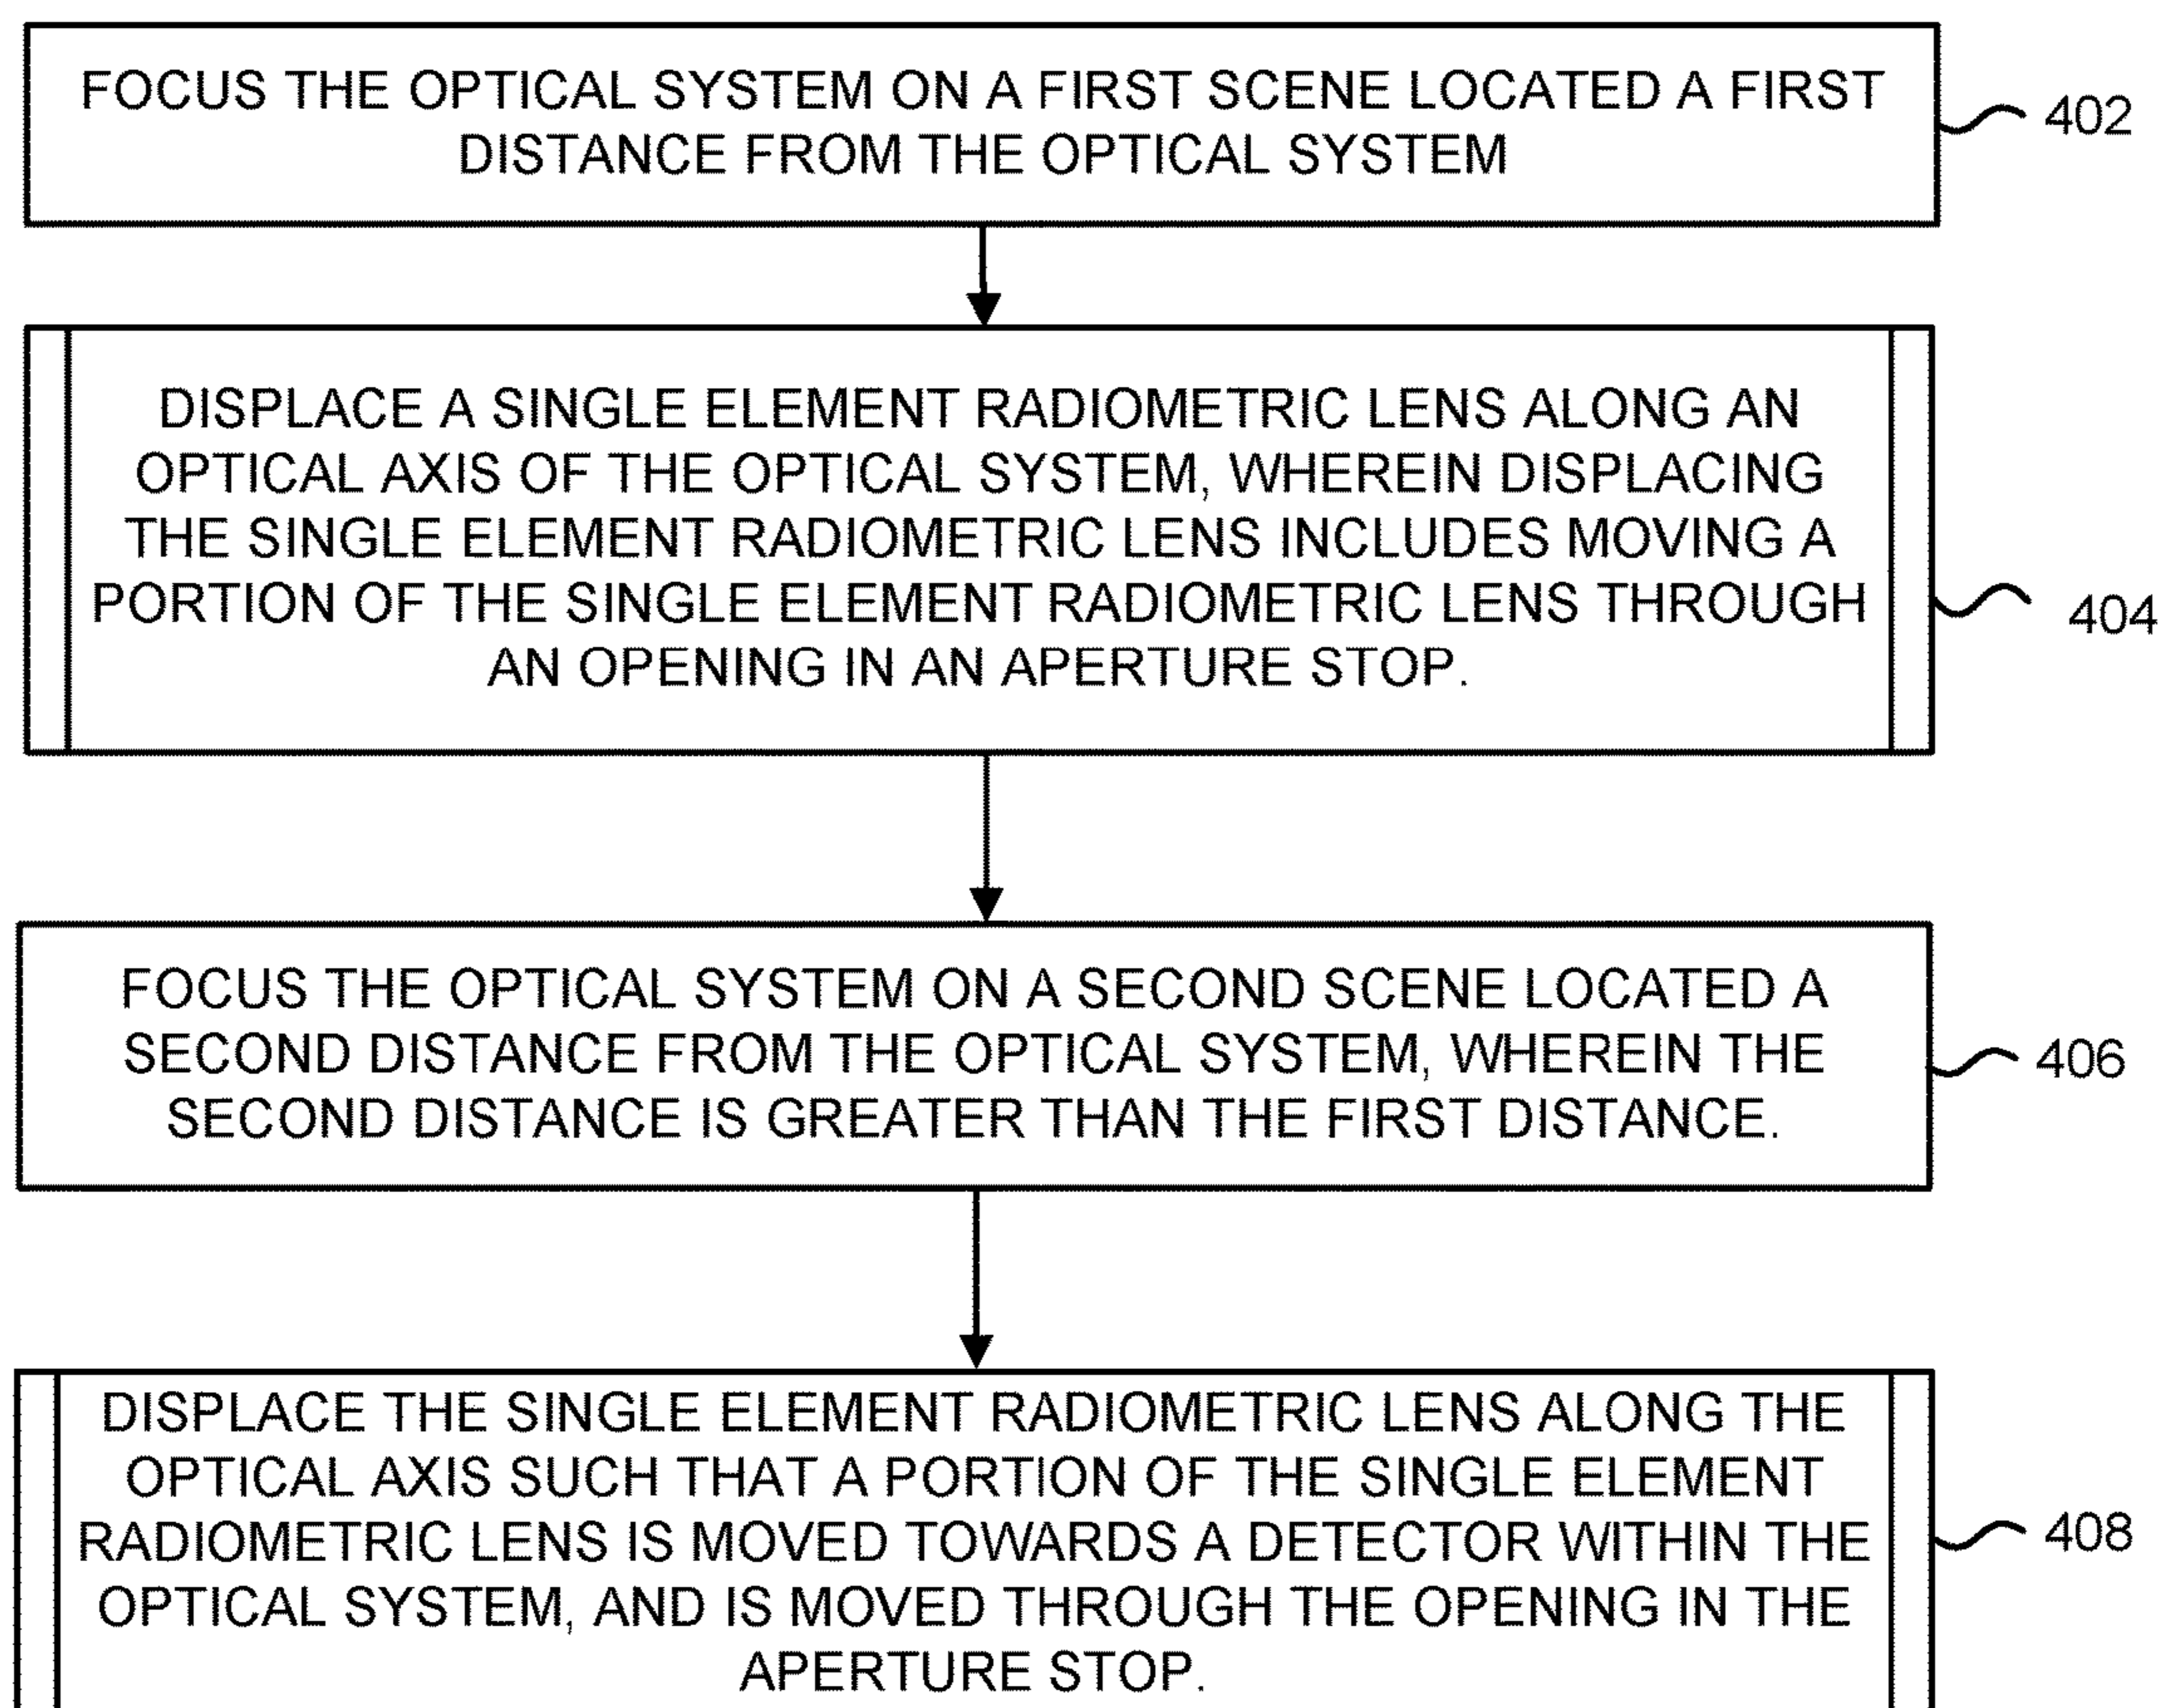 FOCUS THE OPTICAL SYSTEM ON A FIRST SCENE LOCATED A FIRST
DISTANCE FROM THE OPTICAL SYSTEM
402
DISPLACE A SINGLE ELEMENT RADIOMETRIC LENS ALONG AN
OPTICAL AXIS OF THE OPTICAL SYSTEM, WHEREIN DISPLACING
THE SINGLE ELEMENT RADIOMETRIC LENS INCLUDES MOVING A
PORTION OF THE SINGLE ELEMENT RADIOMETRIC LENS THROUGH
AN OPENING IN AN APERTURE STOP.
404
FOCUS THE OPTICAL SYSTEM ON A SECOND SCENE LOCATED A
SECOND DISTANCE FROM THE OPTICAL SYSTEM, WHEREIN THE
SECOND DISTANCE IS GREATER THAN THE FIRST DISTANCE.
406
DISPLACE THE SINGLE ELEMENT RADIOMETRIC LENS ALONG THE
OPTICAL AXIS SUCH THAT A PORTION OF THE SINGLE ELEMENT
RADIOMETRIC LENS IS MOVED TOWARDS A DETECTOR WITHIN THE
OPTICAL SYSTEM, AND IS MOVED THROUGH THE OPENING IN THE
APERTURE STOP.
408